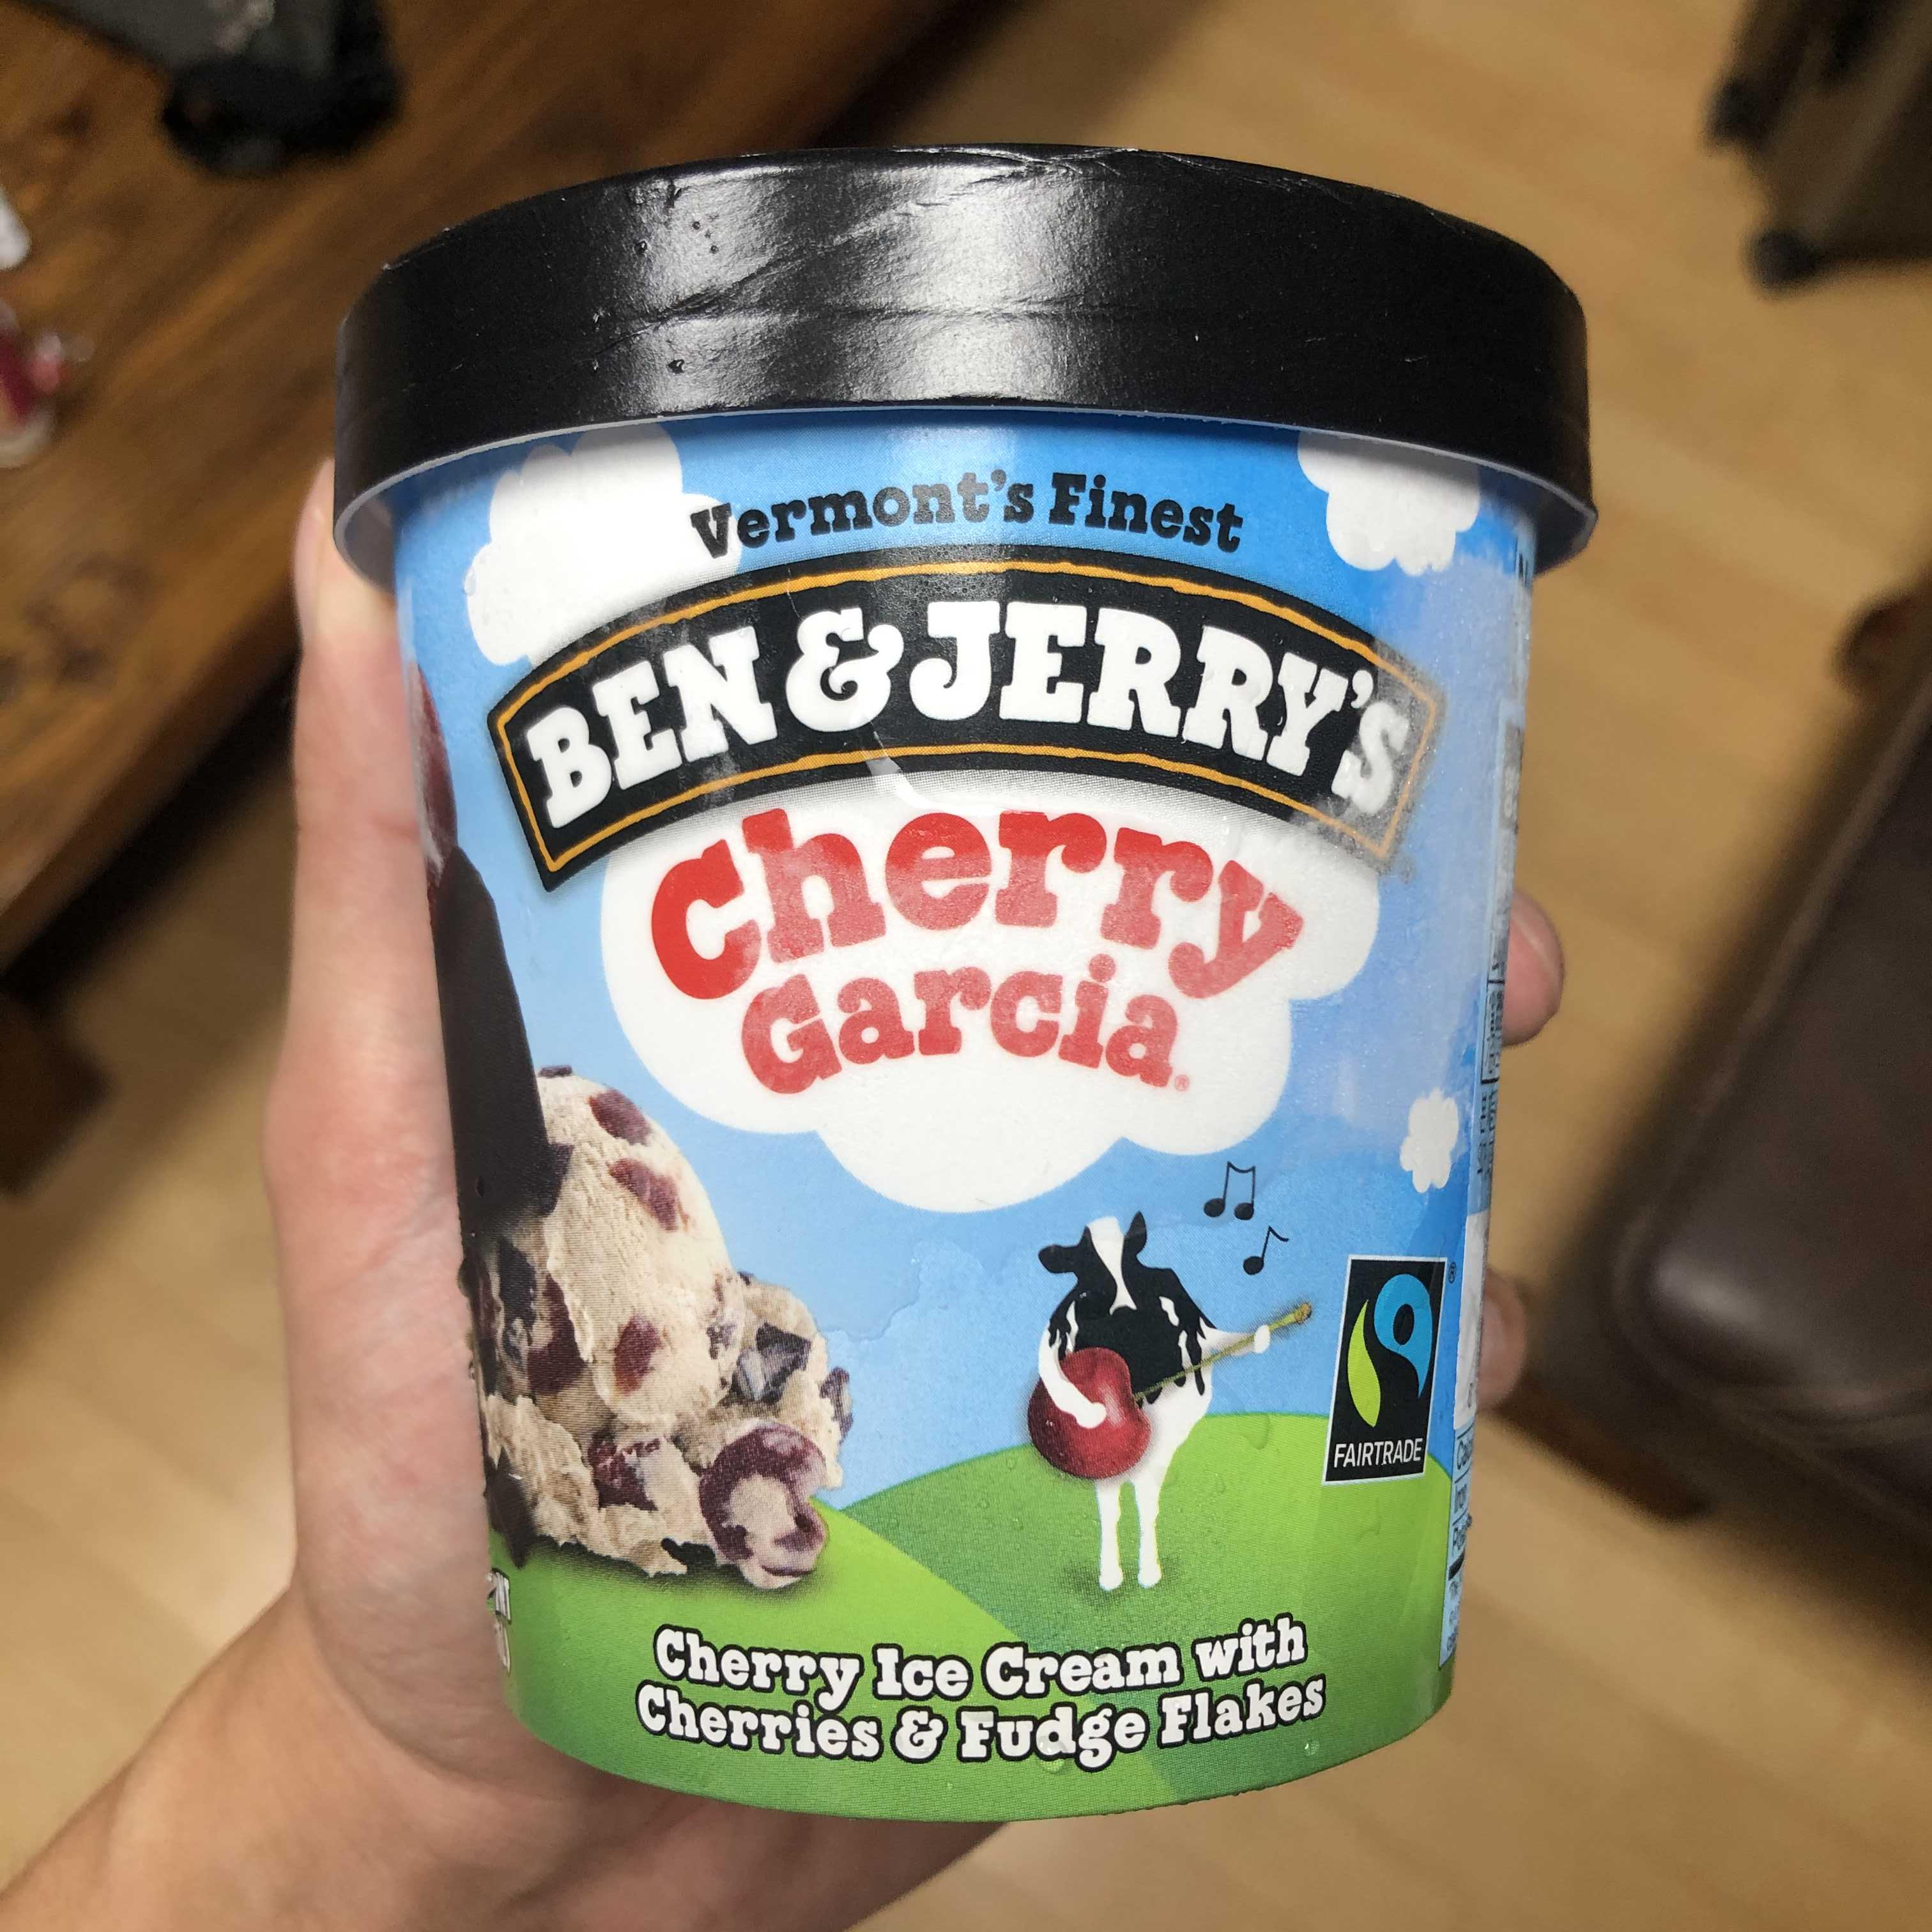 Vermont's Finest
BEN & JERRY'S
Cherry
Garcia®
FAIRTRADE
Cherry Ice Cream with
Cherries & Fudge Flakes